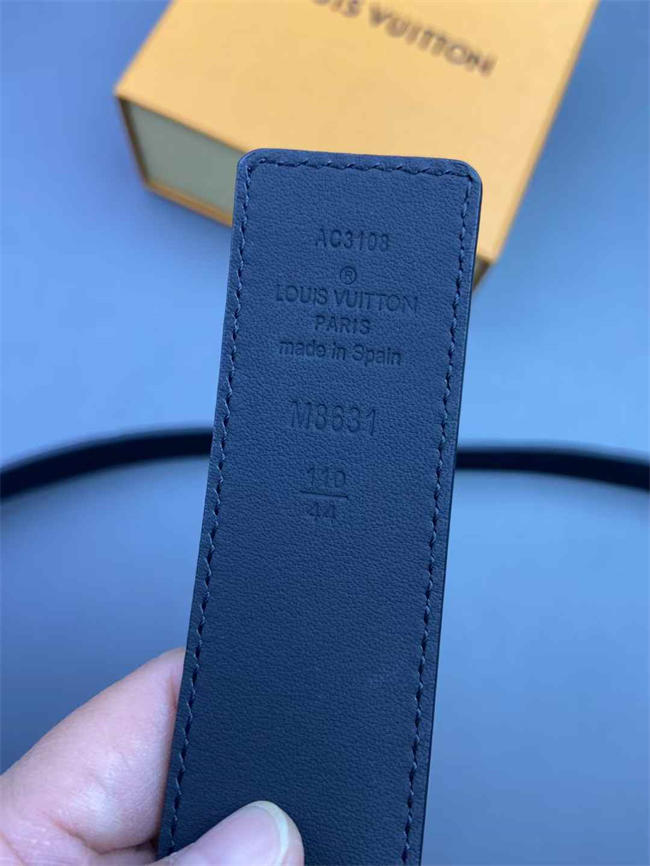 LOUIS VUITTON
AC3108
®
LOUIS VUITTON
PARIS
made in Spain
M8631
110
44